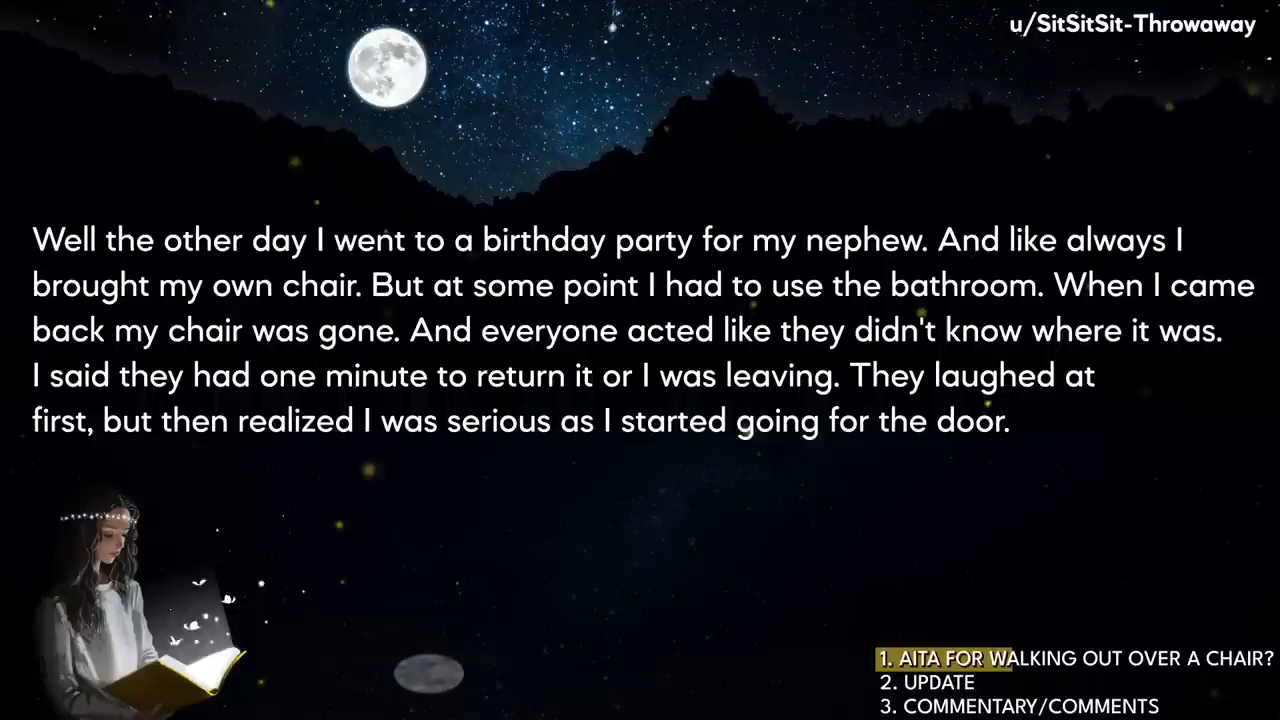 u/SitSitSit-Throwaway
Well the other day I went to a birthday party for my nephew. And like always I
brought my own chair. But at some point I had to use the bathroom. When I came
back my chair was gone. And everyone acted like they didn't know where it was.
I said they had one minute to return it or I was leaving. They laughed at
first, but then realized I was serious as I started going for the door.
1. AITA FOR WALKING OUT OVER A CHAIR?
2. UPDATE
3. COMMENTARY/COMMENTS